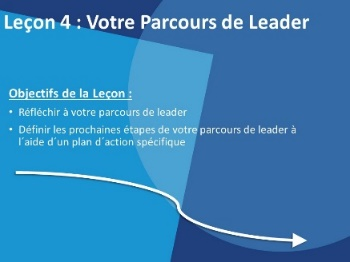 Leçon 4 : Votre Parcours de Leader
Objectifs de la Leçon :
• Réfléchir à votre parcours de leader
• Définir les prochaines étapes de votre parcours de leader à
l´aide d´un plan d´action spécifique